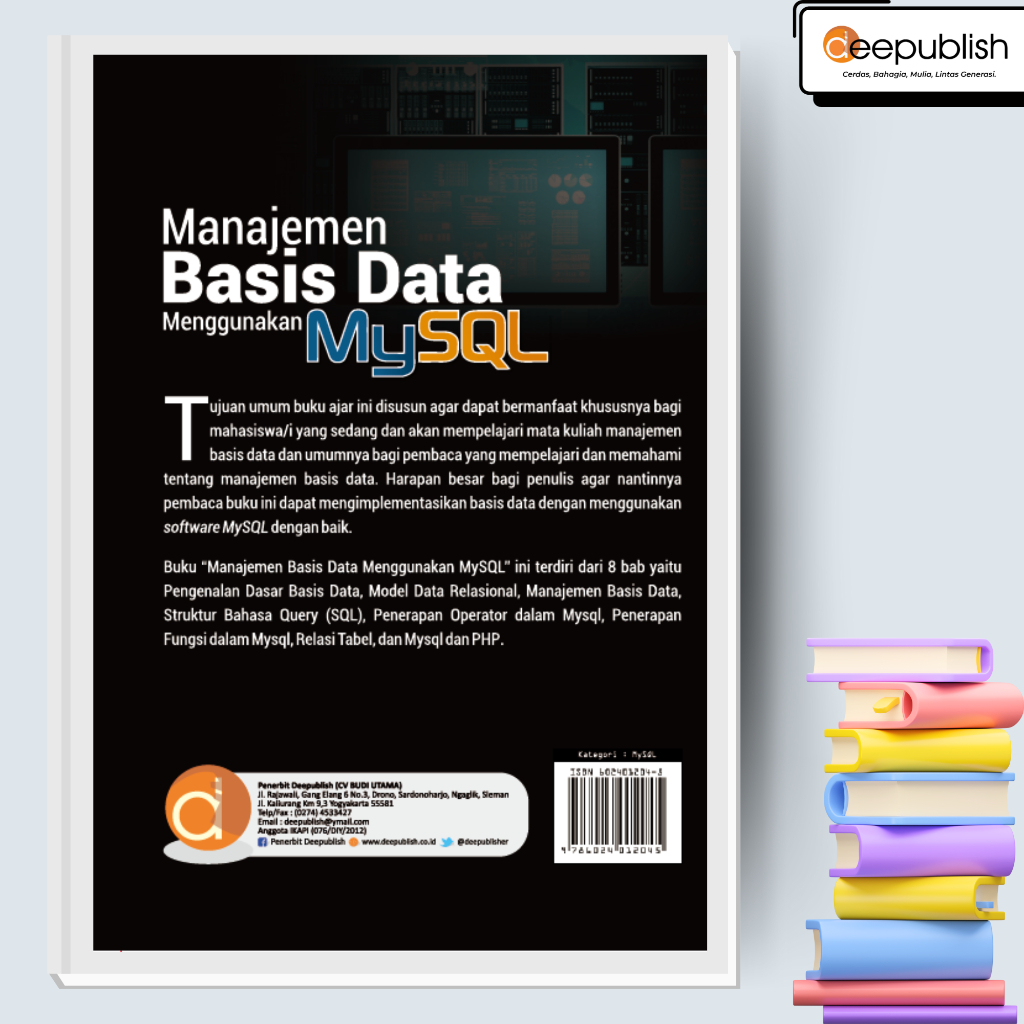 deepublish
Cerdas, Bahagia, Mulia, Lintas Generasi.
Manajemen
Basis Data
Menggunakan MySQL
Tujuan umum buku ajar ini disusun agar dapat bermanfaat khususnya bagi
mahasiswa/i yang sedang dan akan mempelajari mata kuliah manajemen
basis data dan umumnya bagi pembaca yang mempelajari dan memahami
tentang manajemen basis data. Harapan besar bagi penulis agar nantinnya
pembaca buku ini dapat mengimplementasikan basis data dengan menggunakan
software MySQL dengan baik.
Buku “Manajemen Basis Data Menggunakan MySQL” ini terdiri dari 8 bab yaitu
Pengenalan Dasar Basis Data, Model Data Relasional, Manajemen Basis Data,
Struktur Bahasa Query (SQL), Penerapan Operator dalam Mysql, Penerapan
Fungsi dalam Mysql, Relasi Tabel, dan Mysql dan PHP.
Penerbit Deepublish (CV BUDI UTAMA)
Jl. Rajawali, Gang Elang 6 No.3, Drono, Sardonoharjo, Ngaglik, Sleman
Jl. Kaliurang Km 9,3 Yogyakarta 55581
Telp/Fax : (0274) 4533427
Email : deepublish@ymail.com
Anggota IKAPI (076/DIY/2012)
Penerbit Deepublish www.deepublish.co.id @deepublisher
Kategori : MySQL
ISBN 602401204-3
9 786024 012045